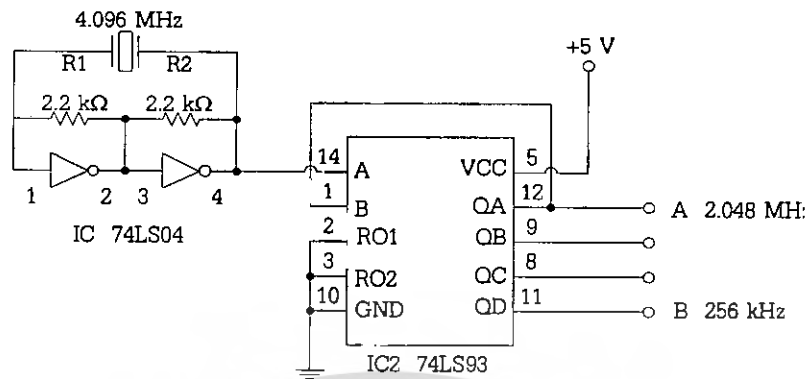 4.096 MHz
R1 R2
2.2 kΩ 2.2 kΩ
1 2 3 4
IC 74LS04
+5 V
14 A VCC 5
1 B QA 12 A 2.048 MH
2 RO1 QB 9
3 RO2 QC 8
10 GND QD 11 B 256 kHz
IC2 74LS93